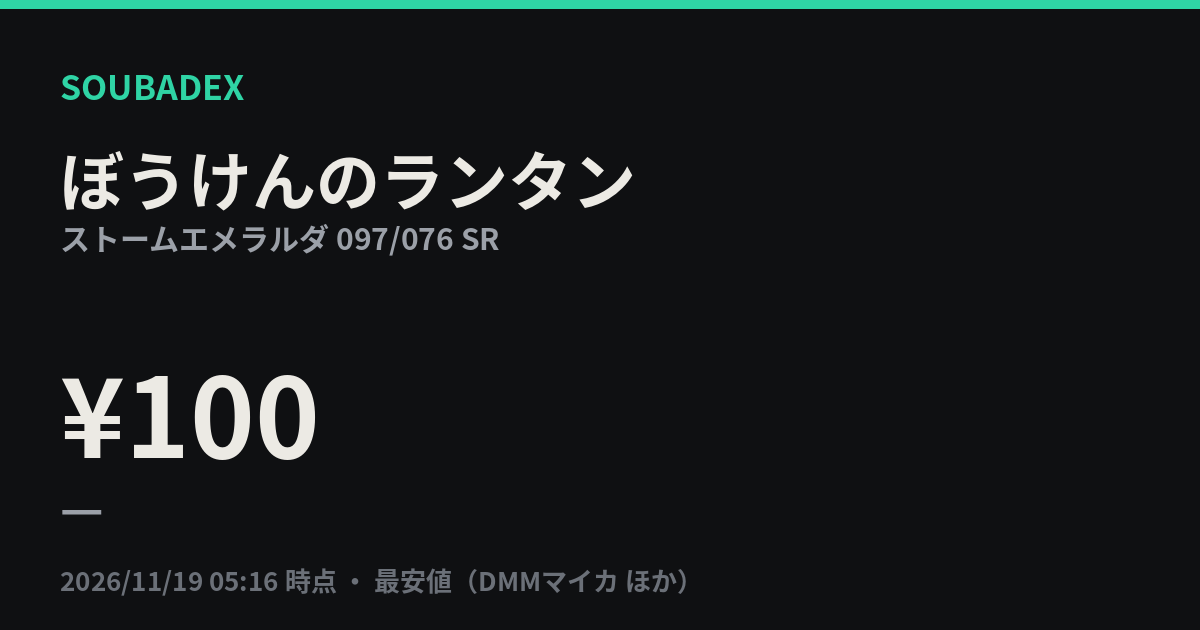 SOUBADEX
ぼうけんのランタン
ストームエメラルダ 097/076 SR
¥100
—
2026/11/19 05:16 時点 ・ 最安値（DMMマイカ ほか）